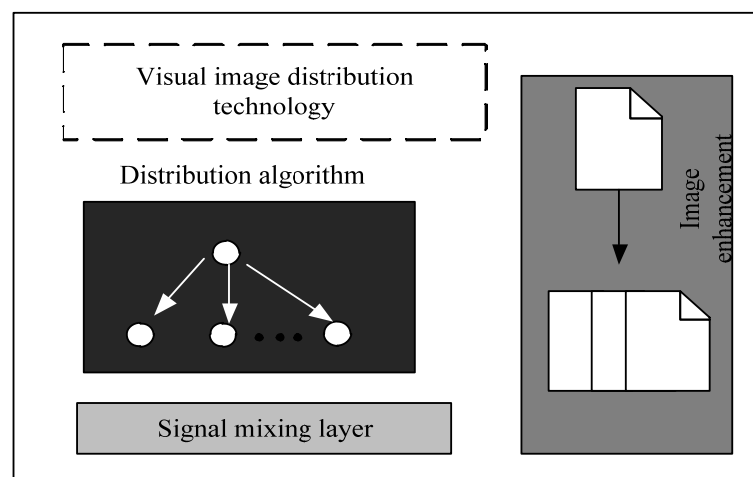 Visual image distribution
technology
Distribution algorithm
Signal mixing layer
Image
enhancement